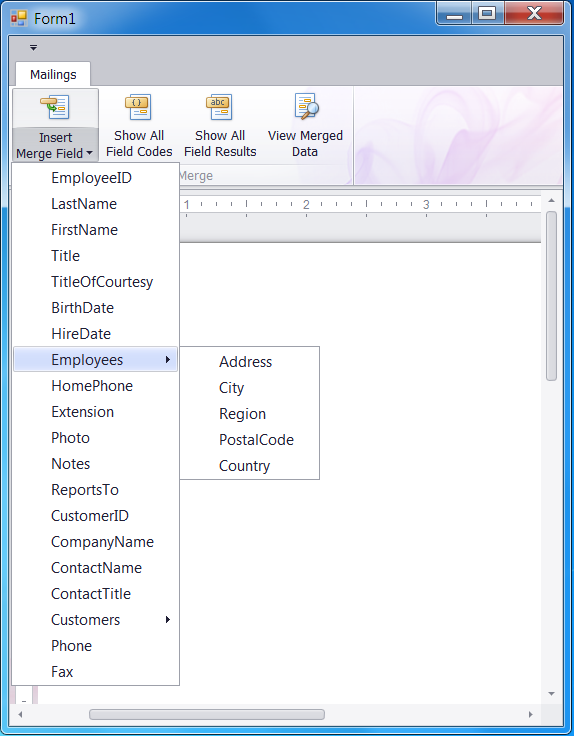 Form1
Mailings
Insert
Merge Field
Show All
Field Codes
Show All
Field Results
View Merged
Data
Merge
EmployeeID
LastName
FirstName
Title
TitleOfCourtesy
BirthDate
HireDate
Employees
HomePhone
Extension
Photo
Notes
ReportsTo
CustomerID
CompanyName
ContactName
ContactTitle
Customers
Phone
Fax
Address
City
Region
PostalCode
Country
1 2 3